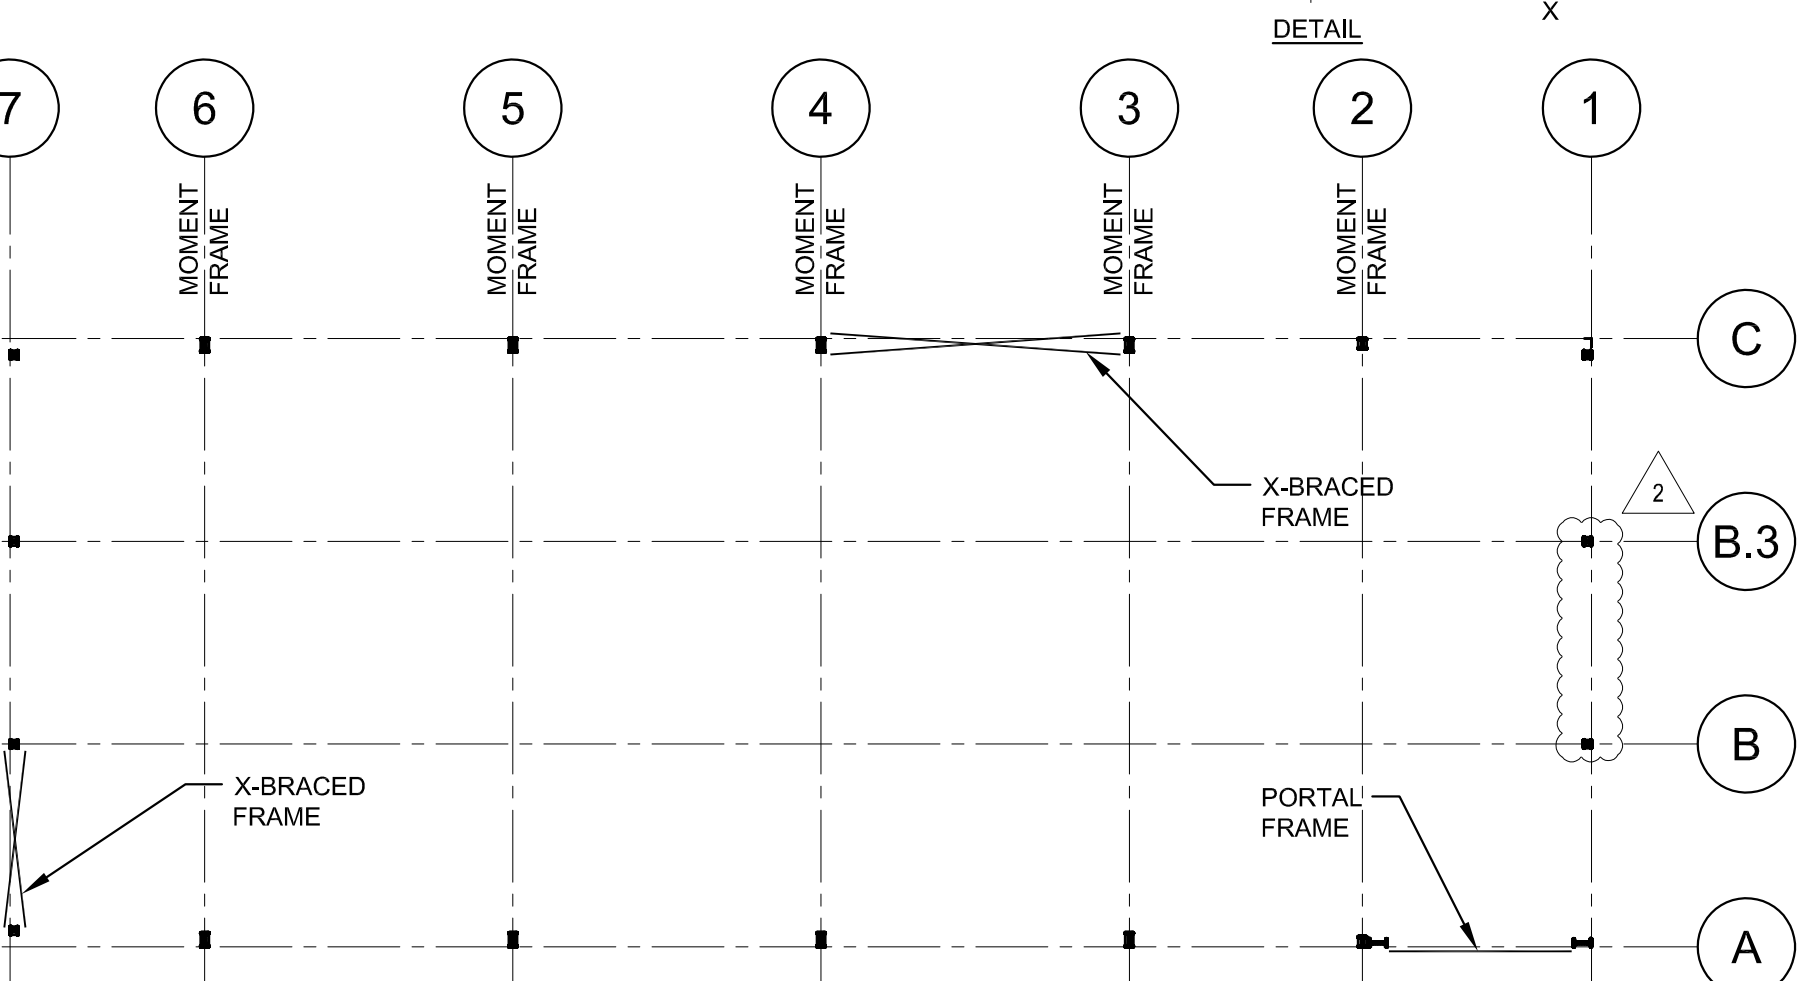 X
DETAIL
7
6
5
4
3
2
1
MOMENT
FRAME
MOMENT
FRAME
MOMENT
FRAME
MOMENT
FRAME
MOMENT
FRAME
C
X-BRACED
FRAME
2
B.3
B
X-BRACED
FRAME
PORTAL
FRAME
A